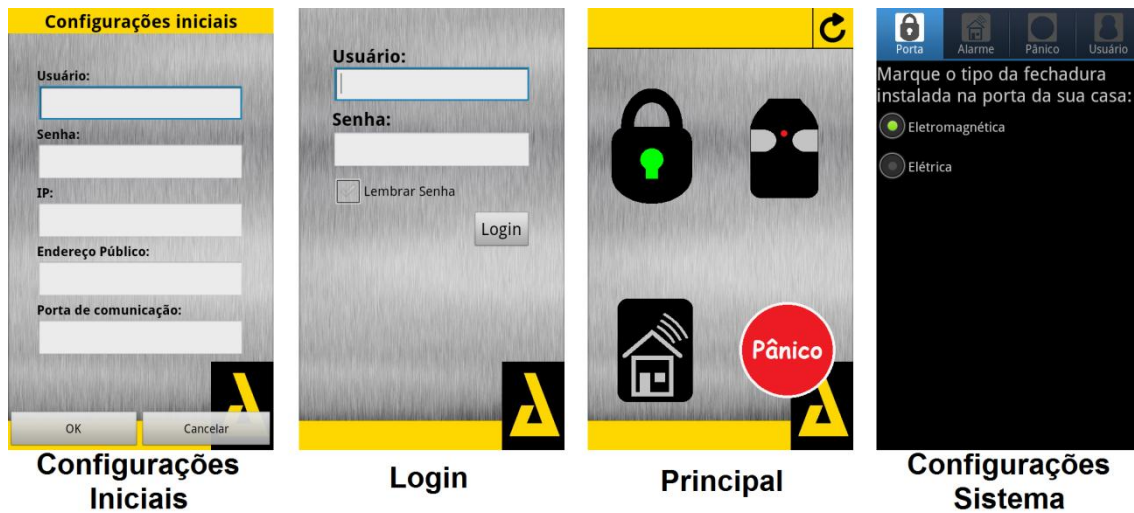 Configurações iniciais
Usuário:
Senha:
IP:
Endereço Público:
Porta de comunicação:
OK
Cancelar
Configurações
Iniciais
Usuário:
Senha:
Lembrar Senha
Login
Login
Pânico
Principal
Porta
Alarme
Pânico
Usuário
Marque o tipo da fechadura
instalada na porta da sua casa:
Eletromagnética
Elétrica
Configurações
Sistema